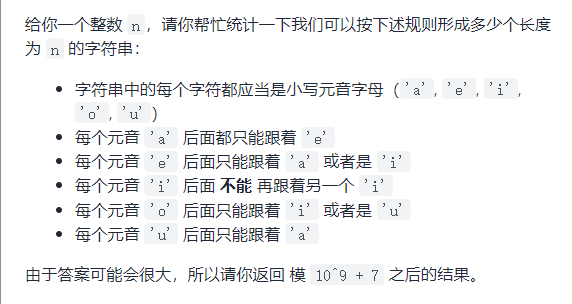 给你一个整数 n，请你帮忙统计一下我们可以按下述规则形成多少个长度
为 n 的字符串：
• 字符串中的每个字符都应当是小写元音字母（'a', 'e', 'i',
'o', 'u'）
• 每个元音 'a' 后面都只能跟着 'e'
• 每个元音 'e' 后面只能跟着 'a' 或者是 'i'
• 每个元音 'i' 后面 不能 再跟着另一个 'i'
• 每个元音 'o' 后面只能跟着 'i' 或者是 'u'
• 每个元音 'u' 后面只能跟着 'a'
由于答案可能会很大，所以请你返回 模 10^9 + 7 之后的结果。